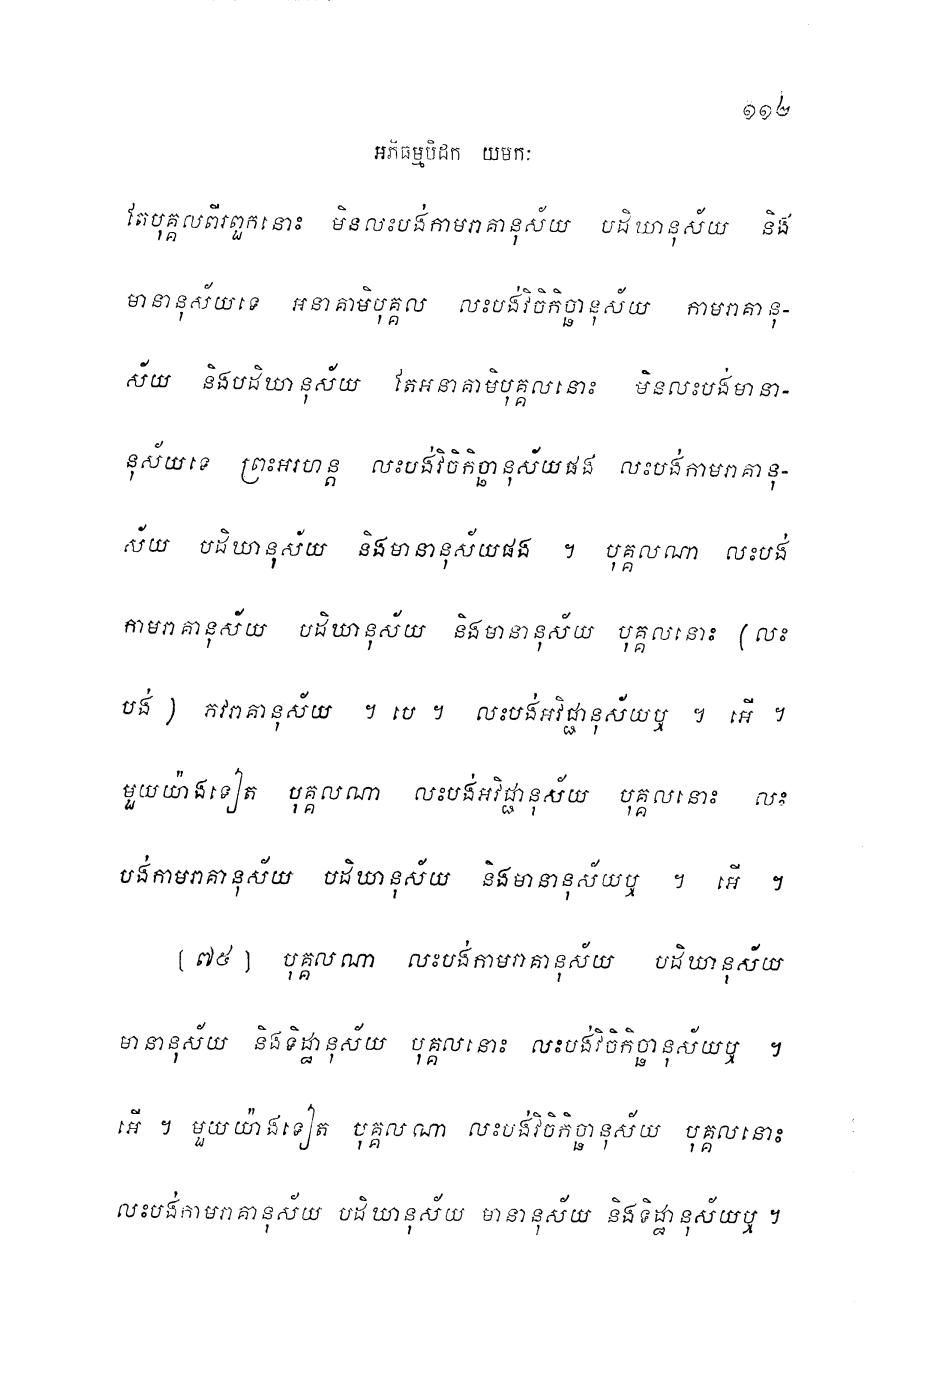 ១១២
អភិធម្មបិដក យមកៈ
តែបុគ្គលពីរពួកនោះ មិនលះបង់កាមរាគានុស័យ បដិឃានុស័យ និង
មានានុស័យទេ អនាគាមិបុគ្គល លះបង់វិចិកិច្ឆានុស័យ កាមរាគានុ-
ស័យ និងបដិឃានុស័យ តែអនាគាមិបុគ្គលនោះ មិនលះបង់មានា-
នុស័យទេ ព្រះអរហន្ត លះបង់វិចិកិច្ឆានុស័យផង លះបង់កាមរាគានុ-
ស័យ បដិឃានុស័យ និងមានានុស័យផង ។ បុគ្គលណា លះបង់
កាមរាគានុស័យ បដិឃានុស័យ និងមានានុស័យ បុគ្គលនោះ (លះ
បង់) ភវរាគានុស័យ ។ បេ ។ លះបង់អវិជ្ជានុស័យឬ ។ អើ ។
មួយយ៉ាងទៀត បុគ្គលណា លះបង់អវិជ្ជានុស័យ បុគ្គលនោះ លះ
បង់កាមរាគានុស័យ បដិឃានុស័យ និងមានានុស័យឬ ។ អើ ។
[៧៥] បុគ្គលណា លះបង់កាមរាគានុស័យ បដិឃានុស័យ
មានានុស័យ និងទិដ្ឋានុស័យ បុគ្គលនោះ លះបង់វិចិកិច្ឆានុស័យឬ ។
អើ ។ មួយយ៉ាងទៀត បុគ្គលណា លះបង់វិចិកិច្ឆានុស័យ បុគ្គលនោះ
លះបង់កាមរាគានុស័យ បដិឃានុស័យ មានានុស័យ និងទិដ្ឋានុស័យឬ ។